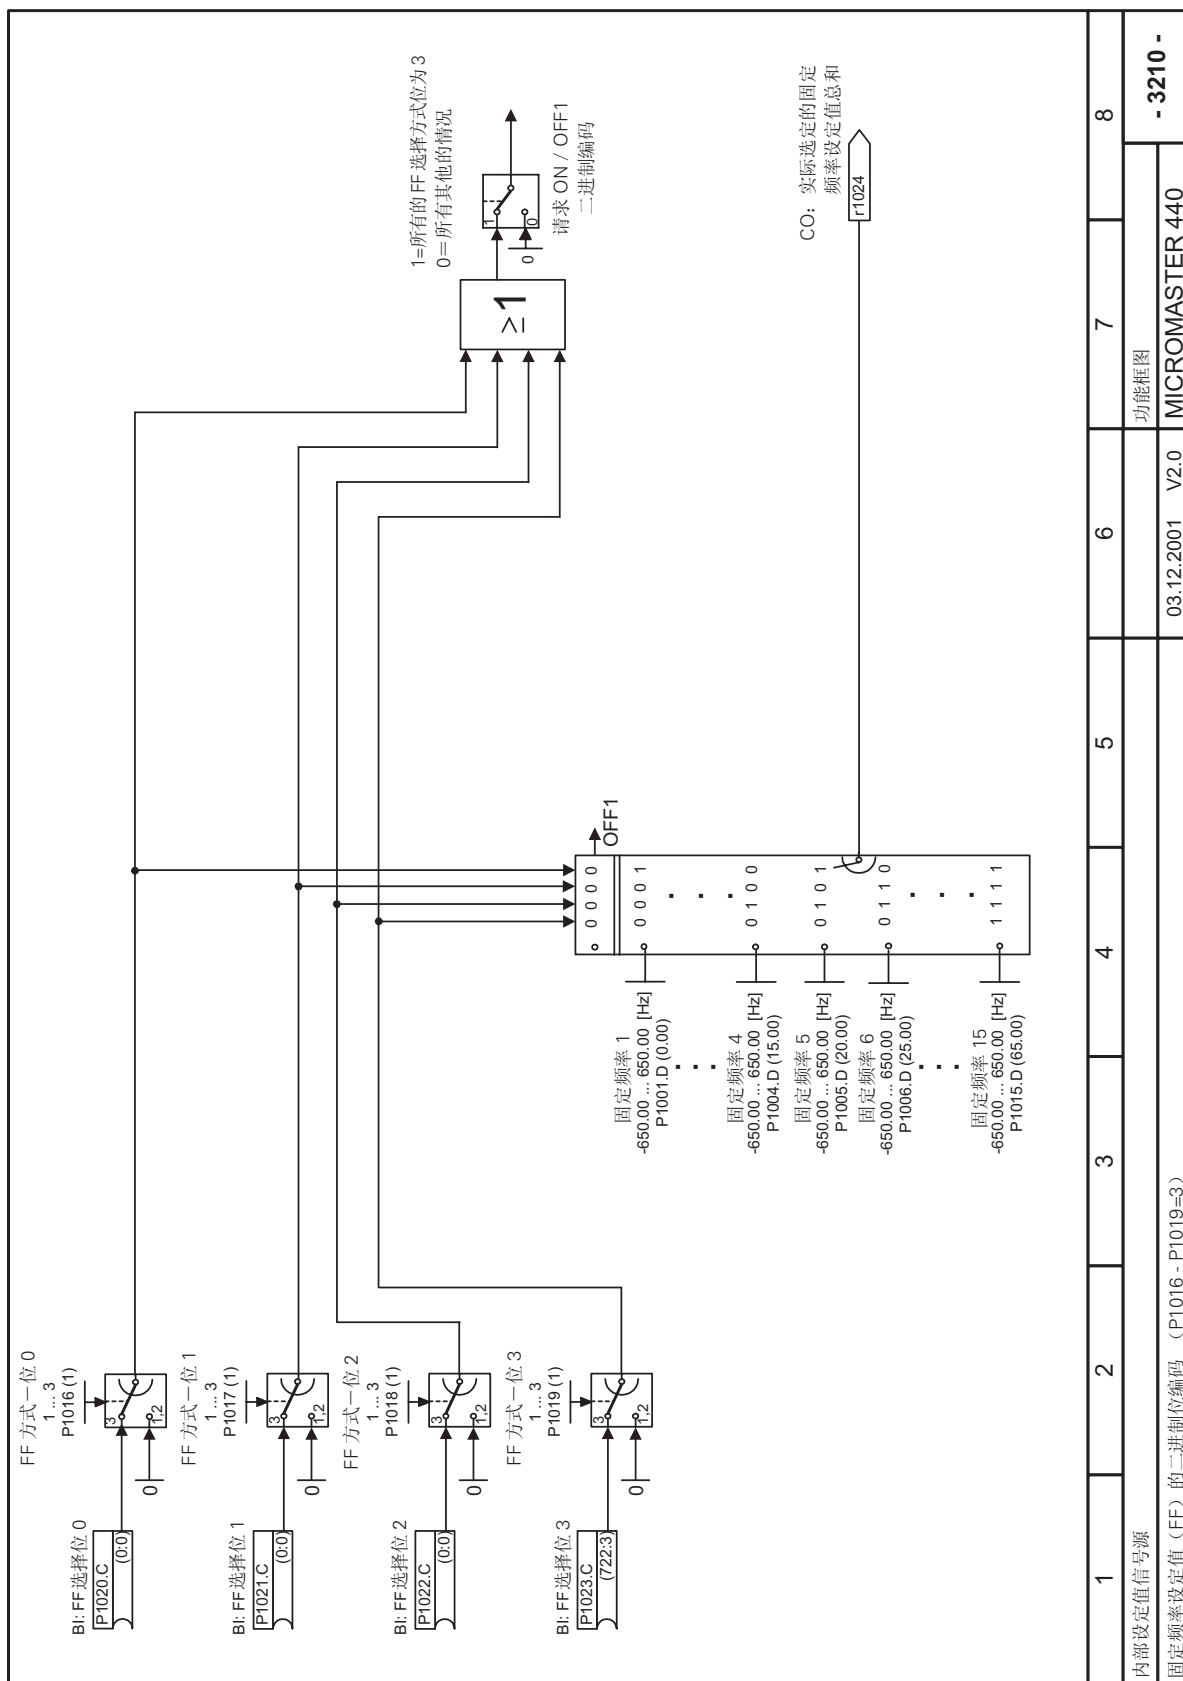 BI: FF选择位 0
P1020.C
(0:0)
0
FF 方式－位 0
1 ... 3
P1016 (1)
3
1,2
BI: FF选择位 1
P1021.C
(0:0)
0
FF 方式－位 1
1 ... 3
P1017 (1)
3
1,2
BI: FF选择位 2
P1022.C
(0:0)
0
FF 方式－位 2
1 ... 3
P1018 (1)
3
1,2
BI: FF选择位 3
P1023.C
(722:3)
0
FF 方式－位 3
1 ... 3
P1019 (1)
3
1,2
1=所有的 FF 选择方式位为 3
0＝所有其他的情况
≥1
1
0
0
请求 ON / OFF1
二进制编码
0 0 0 0
OFF1
固定频率 1
-650.00 ... 650.00 [Hz]
P1001.D (0.00)
0 0 0 1
. . .
. . .
固定频率 4
-650.00 ... 650.00 [Hz]
P1004.D (15.00)
0 1 0 0
固定频率 5
-650.00 ... 650.00 [Hz]
P1005.D (20.00)
0 1 0 1
固定频率 6
-650.00 ... 650.00 [Hz]
P1006.D (25.00)
0 1 1 0
. . .
. . .
固定频率 15
-650.00 ... 650.00 [Hz]
P1015.D (65.00)
1 1 1 1
CO：实际选定的固定
频率设定值总和
r1024
1 2 3 4 5 6 7 8
内部设定值信号源
功能框图
- 3210 -
固定频率设定值（FF）的二进制位编码 （P1016 - P1019=3）
03.12.2001 V2.0
MICROMASTER 440